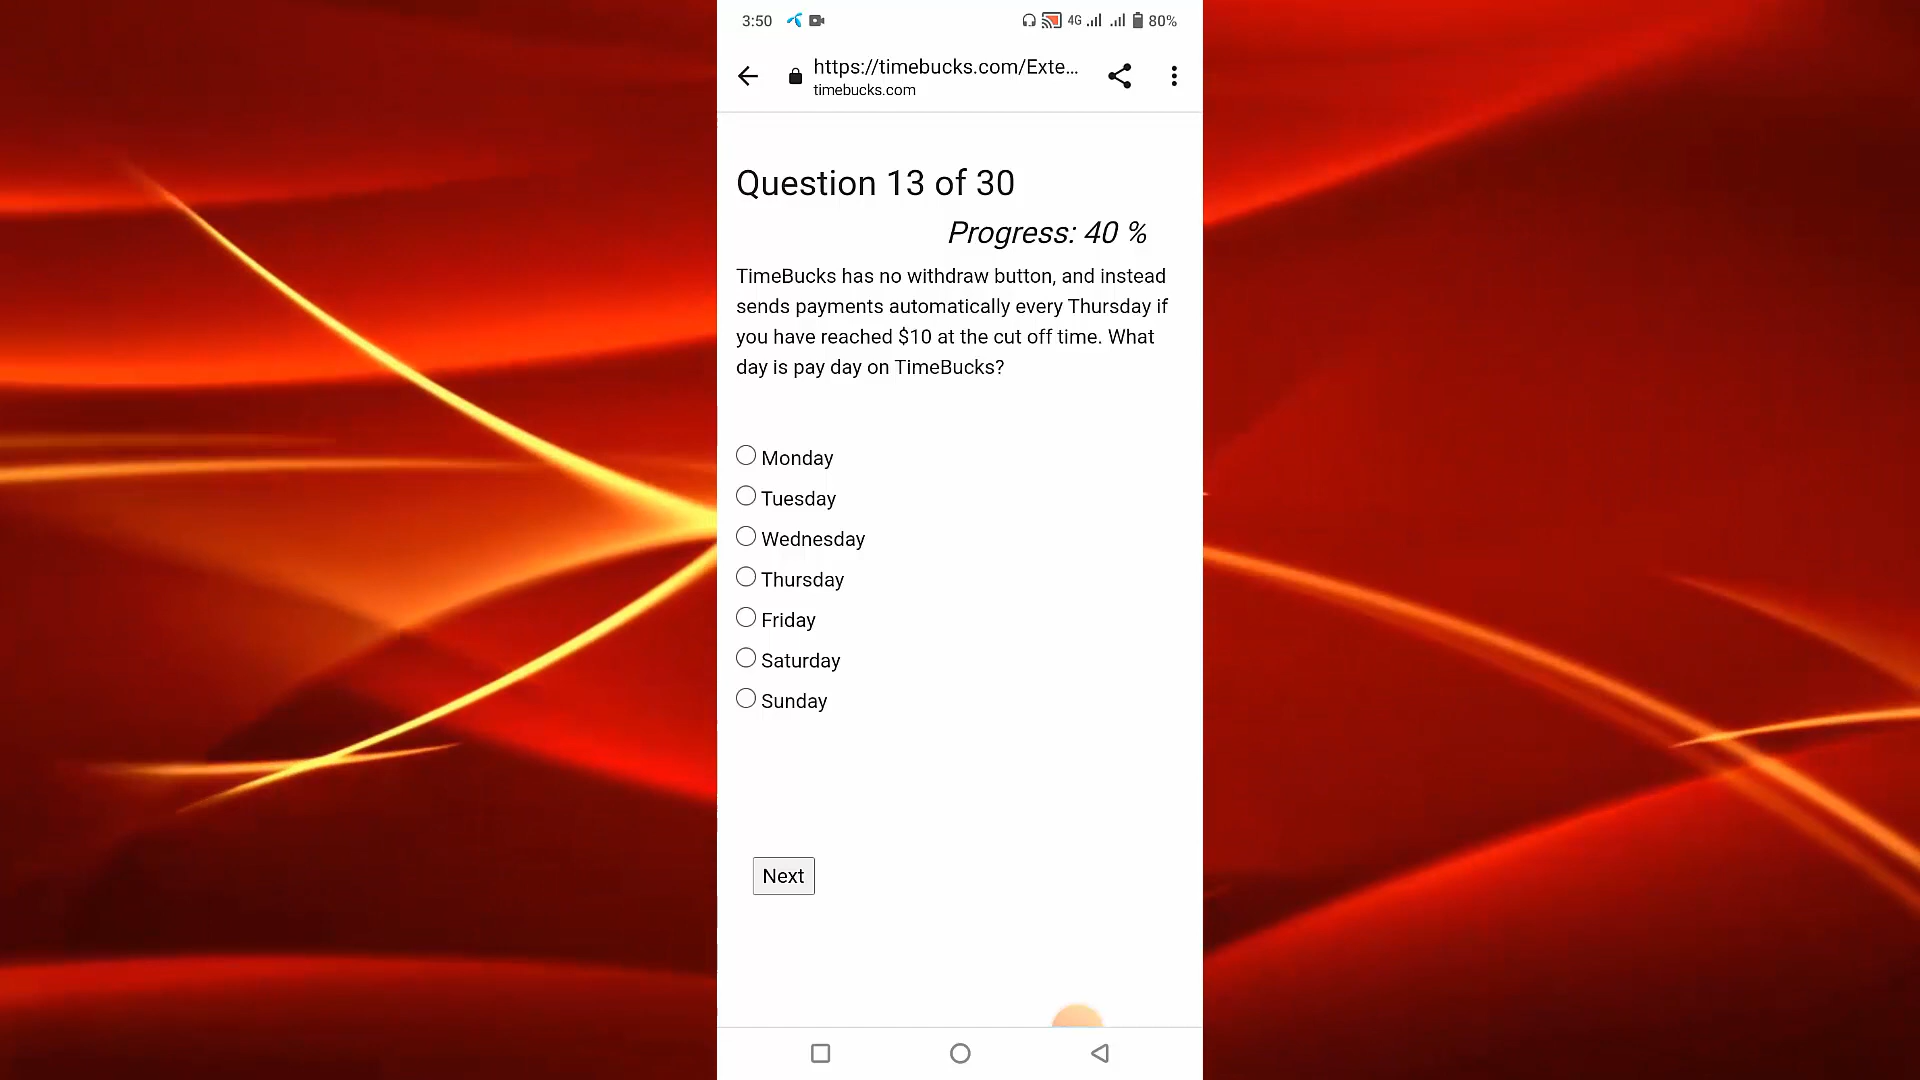 3:50
4G
80%
https://timebucks.com/Exte...
timebucks.com
Question 13 of 30
Progress: 40 %
TimeBucks has no withdraw button, and instead
sends payments automatically every Thursday if
you have reached $10 at the cut off time. What
day is pay day on TimeBucks?
Monday
Tuesday
Wednesday
Thursday
Friday
Saturday
Sunday
Next